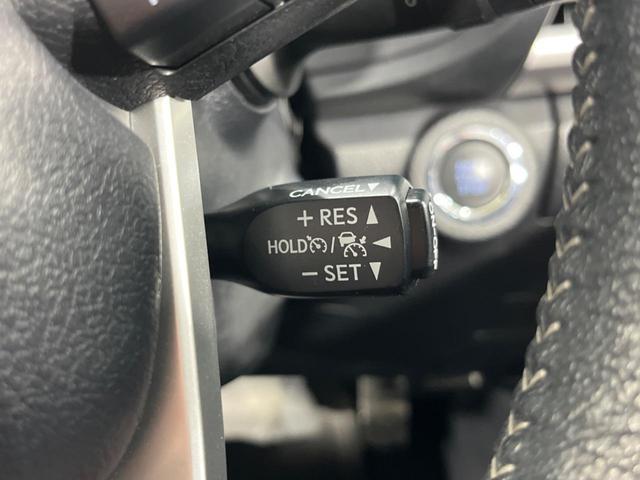 CANCEL▼
+ RES ▲
HOLD / ◀
− SET ▼